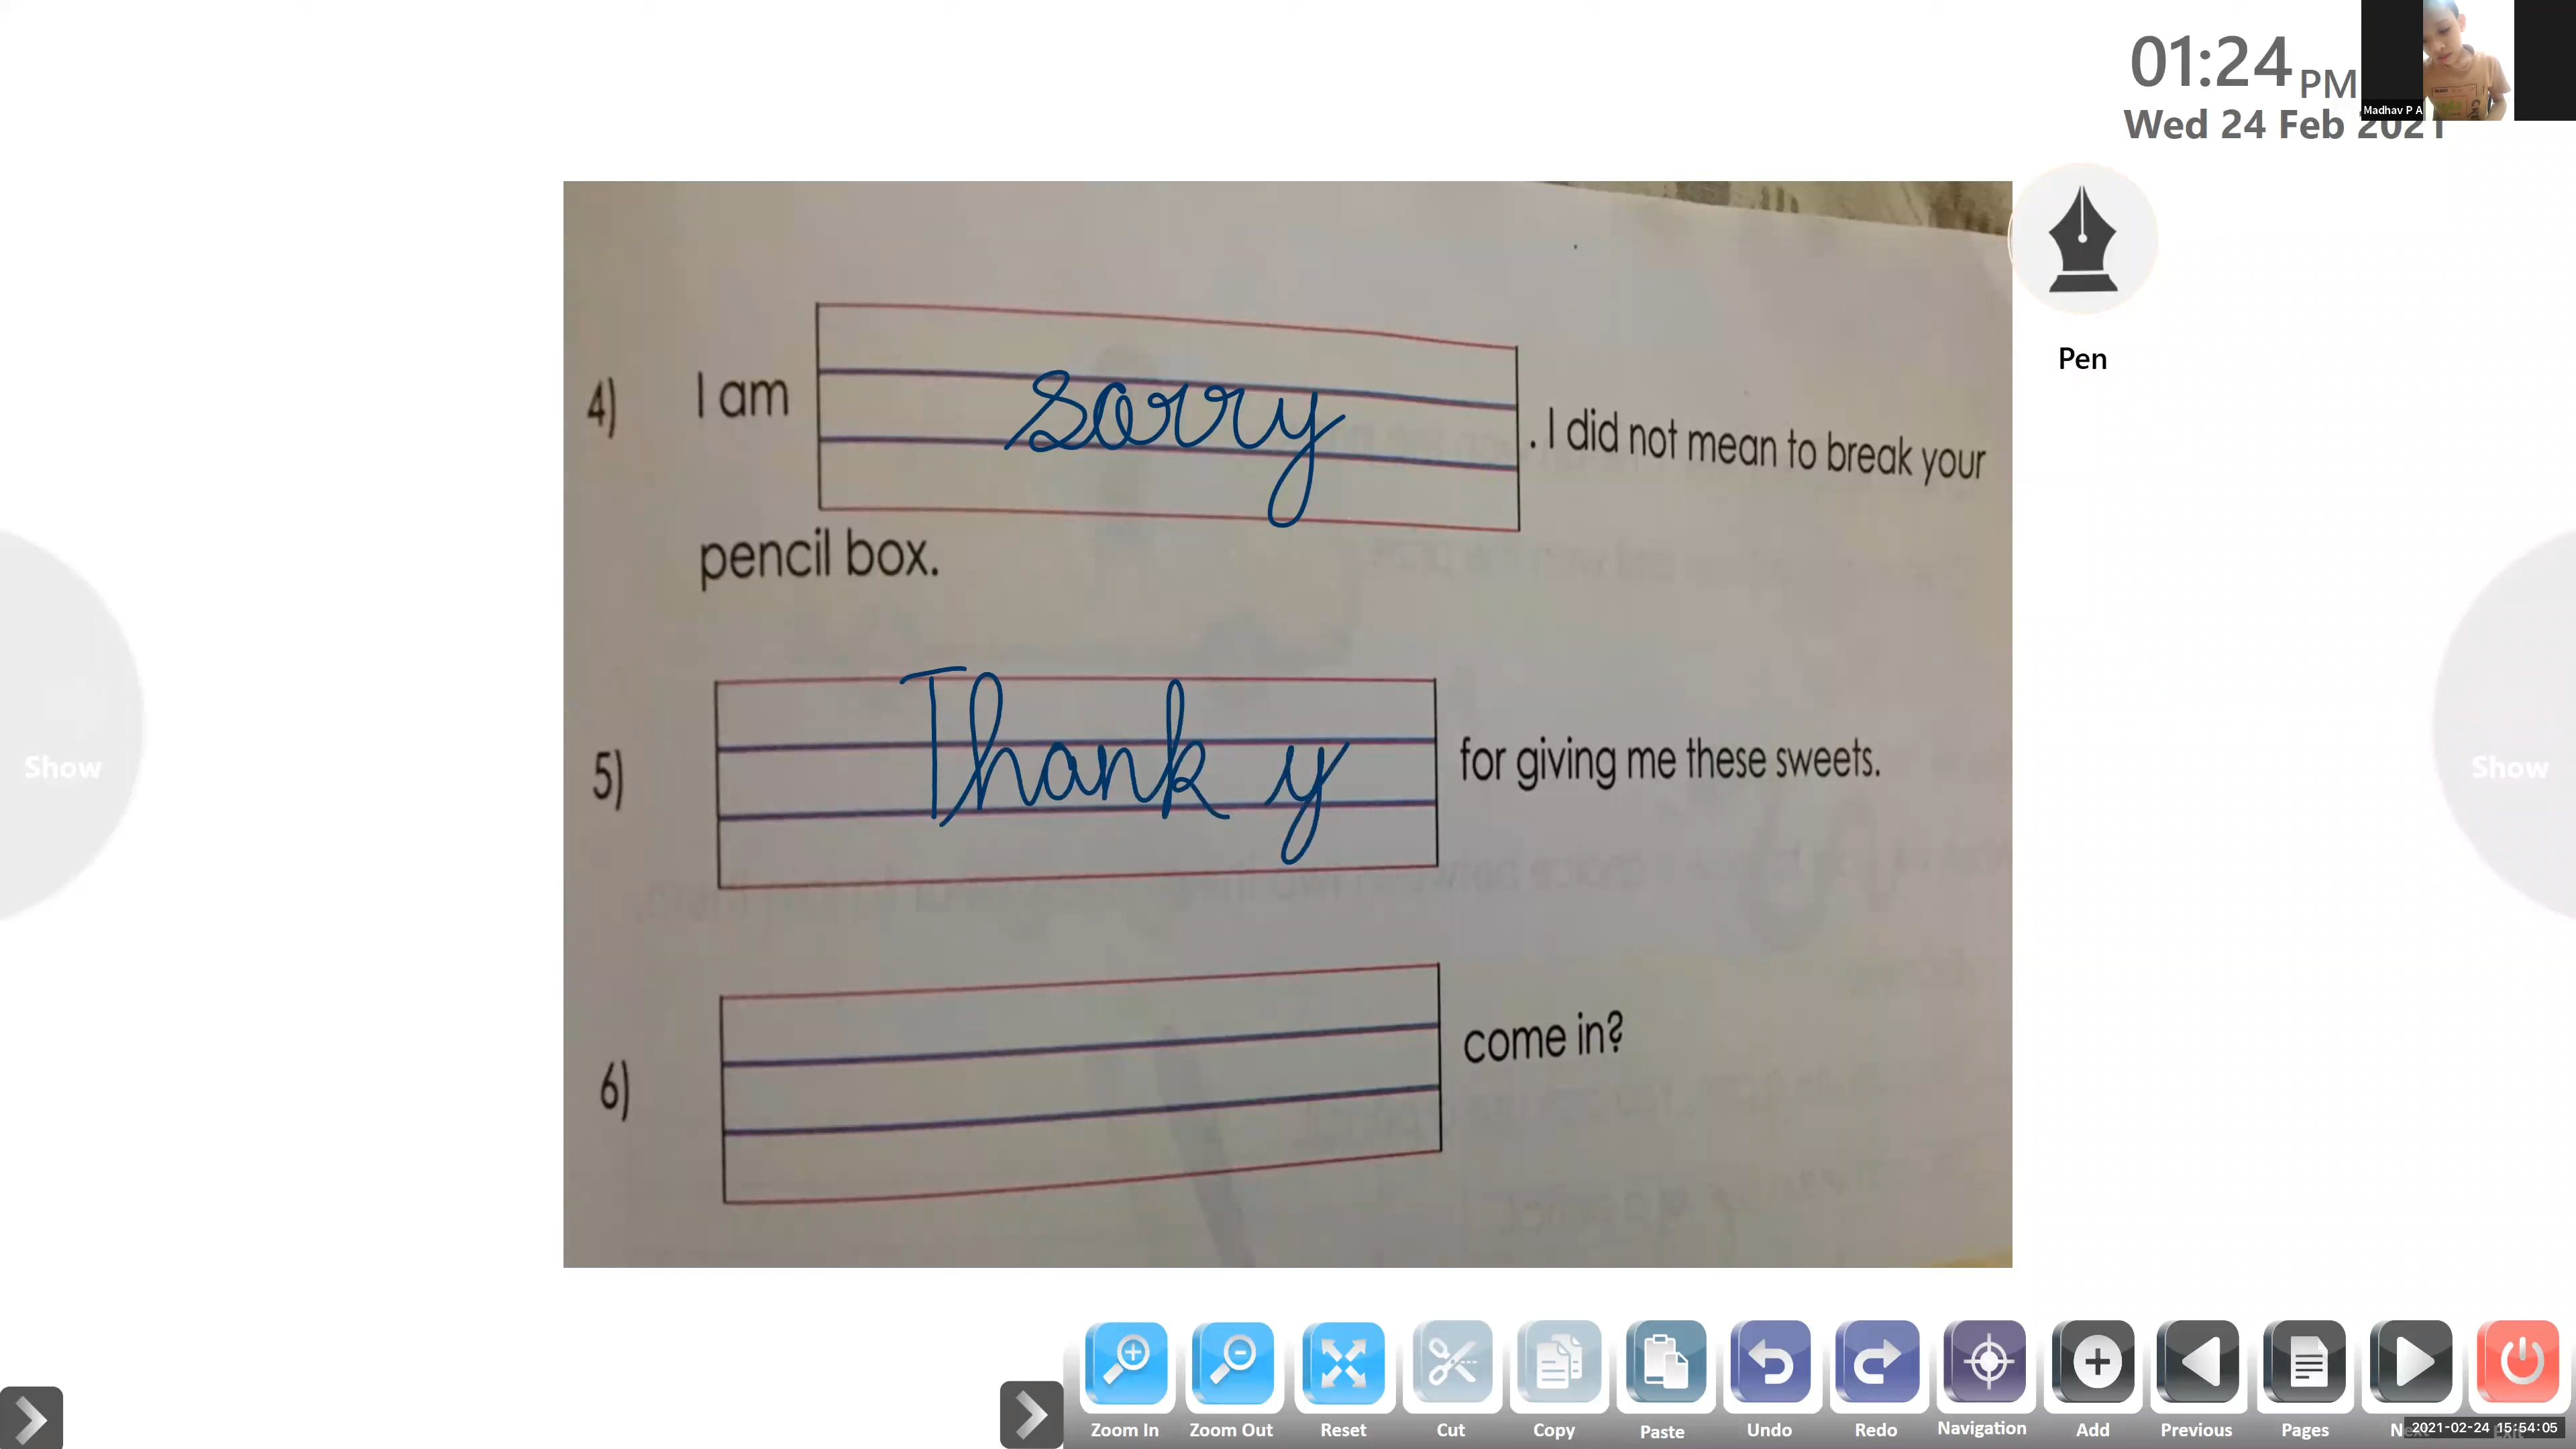 01:24 PM
Madhav P A
Wed 24 Feb 2021
Pen
4) I am sorry . I did not mean to break your
pencil box.
5) Thank y for giving me these sweets.
Show
Show
6) come in?
Zoom In Zoom Out Reset Cut Copy Paste Undo Redo Navigation Add Previous Pages
2021-02-24 15:54:05